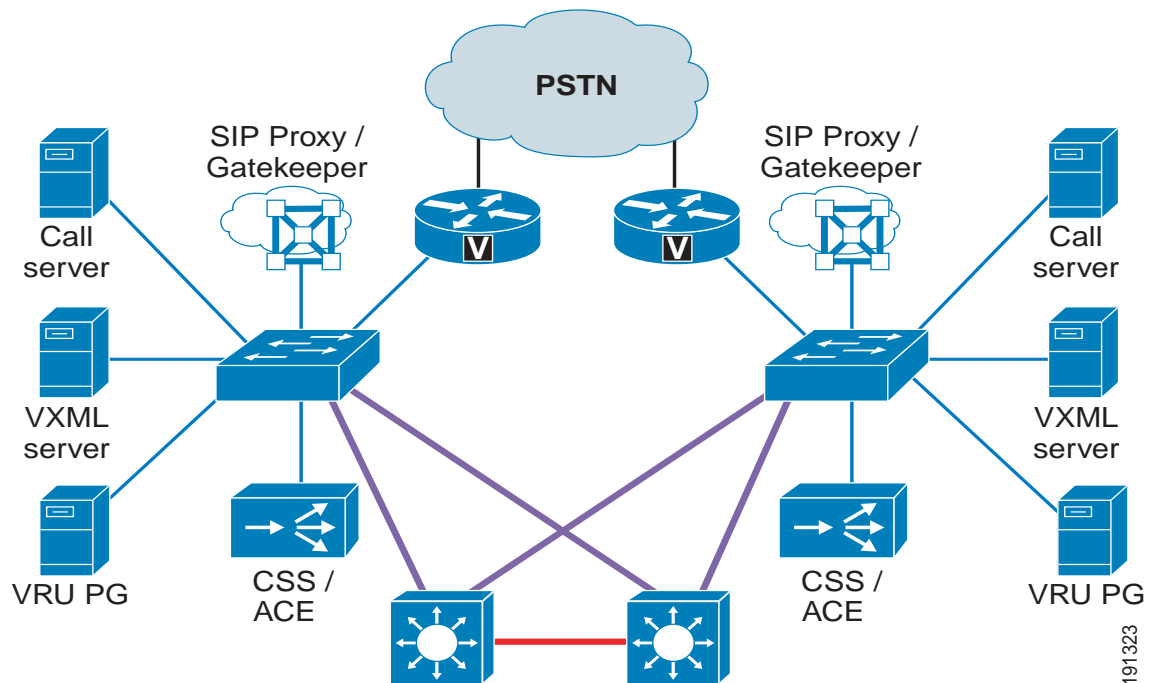 PSTN
SIP Proxy /
Gatekeeper
SIP Proxy /
Gatekeeper
V
V
Call
server
Call
server
VXML
server
VXML
server
CSS /
ACE
CSS /
ACE
VRU PG
VRU PG
191323